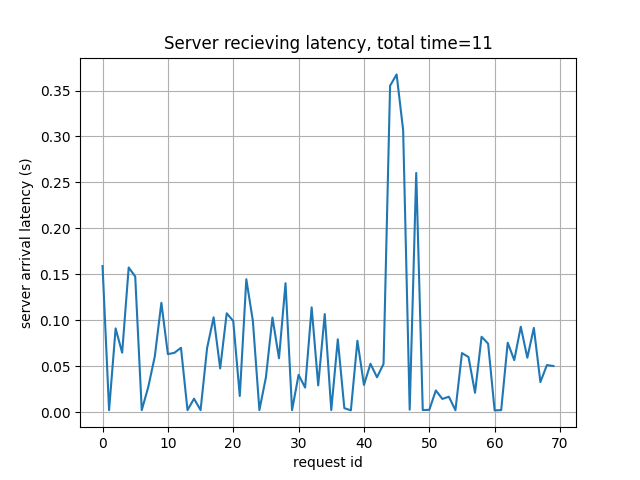 Server recieving latency, total time=11
server arrival latency (s)
0.35
0.30
0.25
0.20
0.15
0.10
0.05
0.00
0 10 20 30 40 50 60 70
request id